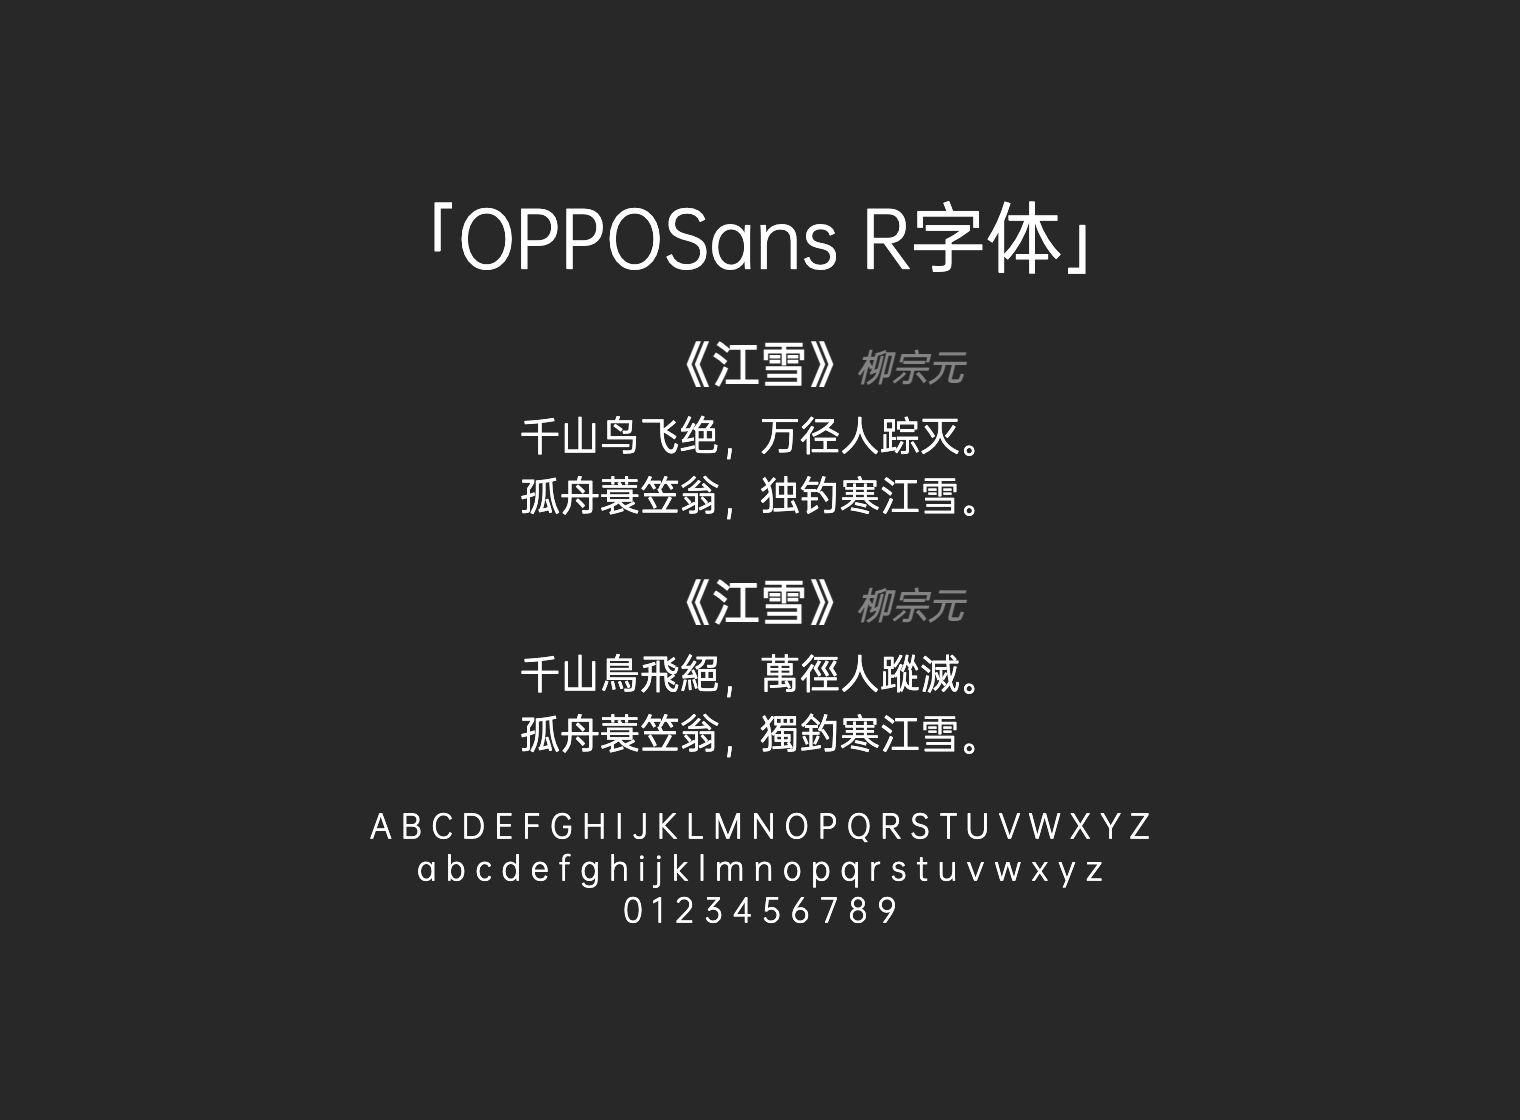 「OPPOSans R字体」
《江雪》柳宗元
千山鸟飞绝，万径人踪灭。
孤舟蓑笠翁，独钓寒江雪。
《江雪》柳宗元
千山鳥飛絕，萬徑人蹤滅。
孤舟蓑笠翁，獨釣寒江雪。
A B C D E F G H I J K L M N O P Q R S T U V W X Y Z
a b c d e f g h i j k l m n o p q r s t u v w x y z
0 1 2 3 4 5 6 7 8 9